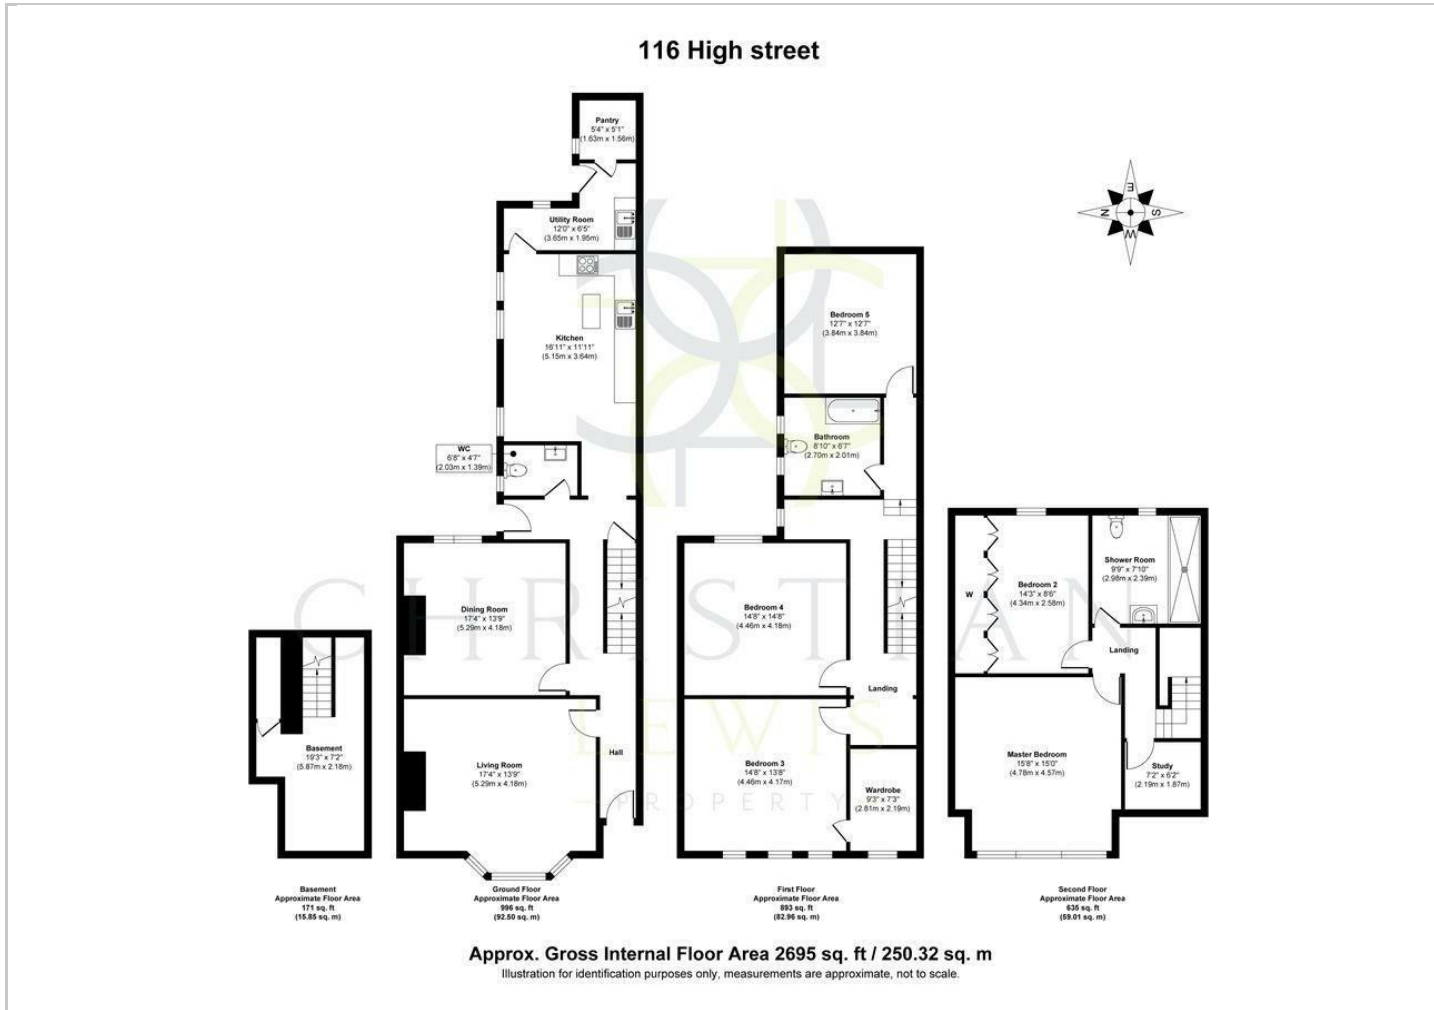 116 High street
Pantry
5'4" x 5'1"
(1.63m x 1.56m)
Utility Room
12'0" x 6'5"
(3.65m x 1.95m)
Kitchen
16'11" x 11'11"
(5.15m x 3.64m)
WC
6'8" x 4'7"
(2.03m x 1.39m)
Dining Room
17'4" x 13'9"
(5.29m x 4.18m)
Living Room
17'4" x 13'9"
(5.29m x 4.18m)
Hall
Basement
19'3" x 7'2"
(5.87m x 2.18m)
Bedroom 5
12'7" x 12'7"
(3.84m x 3.84m)
Bathroom
8'10" x 6'7"
(2.70m x 2.01m)
Bedroom 4
14'8" x 14'8"
(4.46m x 4.18m)
Landing
Bedroom 3
14'8" x 13'8"
(4.46m x 4.17m)
Wardrobe
9'3" x 7'3"
(2.81m x 2.19m)
E
N
S
W
Shower Room
9'9" x 7'10"
(2.98m x 2.39m)
Bedroom 2
14'3" x 8'6"
(4.34m x 2.58m)
W
Landing
Master Bedroom
15'8" x 15'0"
(4.78m x 4.57m)
Study
7'2" x 6'2"
(2.19m x 1.87m)
CHRISTIAN
LEWIS
PROPERTY
Basement
Approximate Floor Area
171 sq. ft
(15.85 sq. m)
Ground Floor
Approximate Floor Area
996 sq. ft
(92.50 sq. m)
First Floor
Approximate Floor Area
893 sq. ft
(82.96 sq. m)
Second Floor
Approximate Floor Area
635 sq. ft
(59.01 sq. m)
Approx. Gross Internal Floor Area 2695 sq. ft / 250.32 sq. m
Illustration for identification purposes only, measurements are approximate, not to scale.